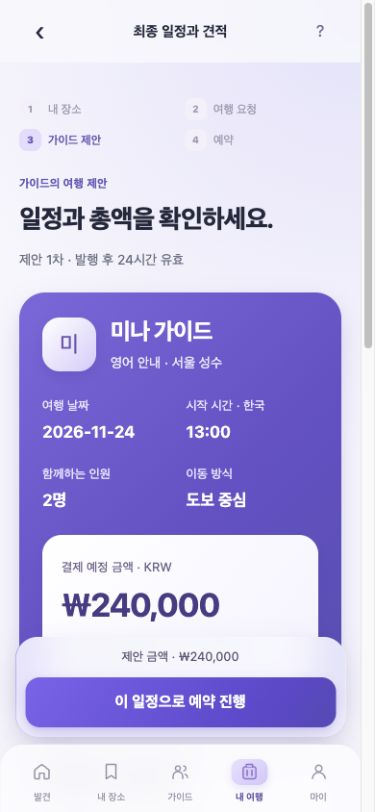 최종 일정과 견적
?
1 내 장소
2 여행 요청
3 가이드 제안
4 예약
가이드의 여행 제안
일정과 총액을 확인하세요.
제안 1차 · 발행 후 24시간 유효
미
미나 가이드
영어 안내 · 서울 성수
여행 날짜
2026-11-24
시작 시간 · 한국
13:00
함께하는 인원
2명
이동 방식
도보 중심
결제 예정 금액 · KRW
₩240,000
제안 금액 · ₩240,000
이 일정으로 예약 진행
발견
내 장소
가이드
내 여행
마이